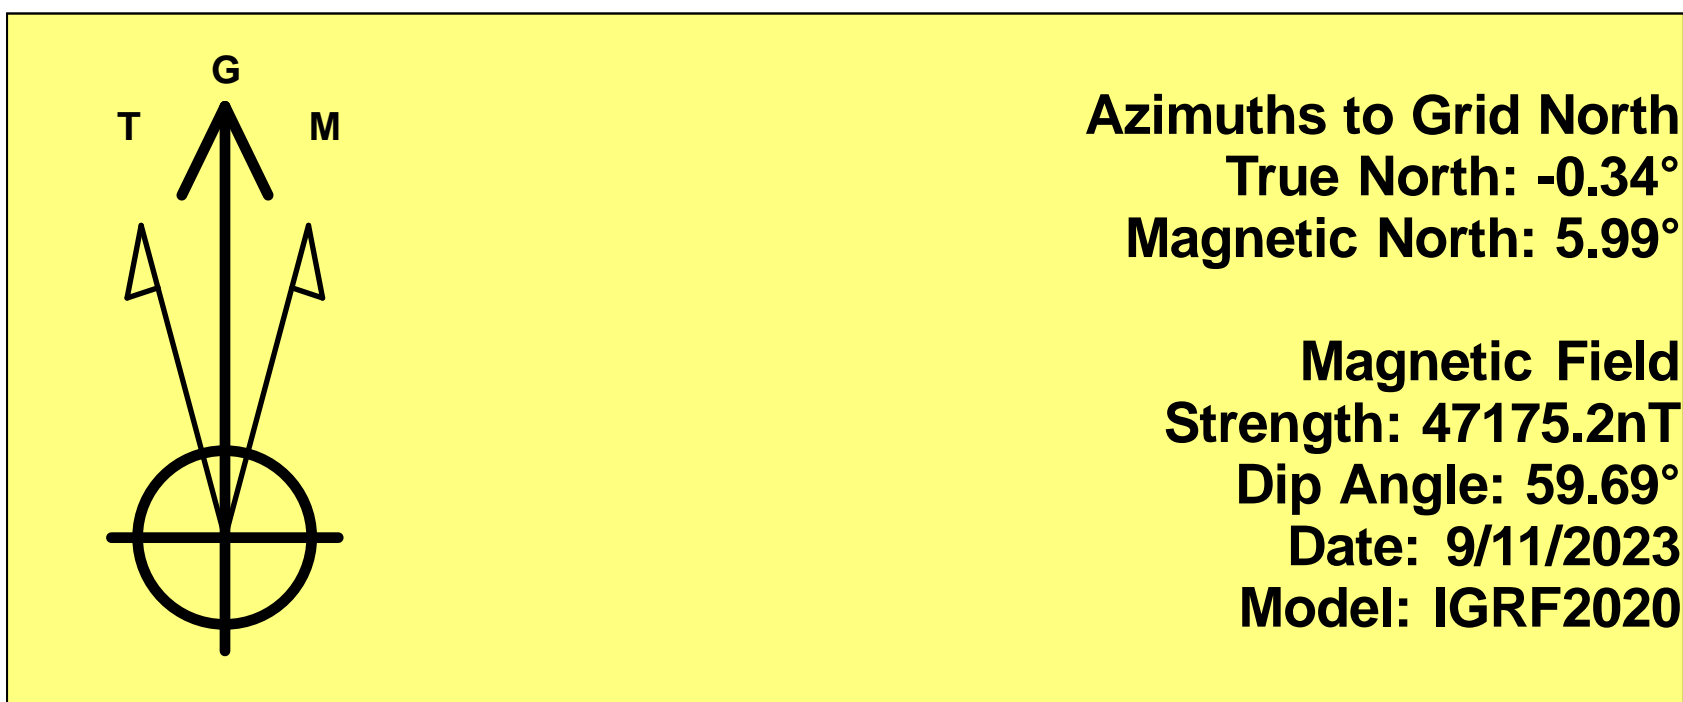 G
T M
Azimuths to Grid North
True North: -0.34°
Magnetic North: 5.99°
Magnetic Field
Strength: 47175.2nT
Dip Angle: 59.69°
Date: 9/11/2023
Model: IGRF2020